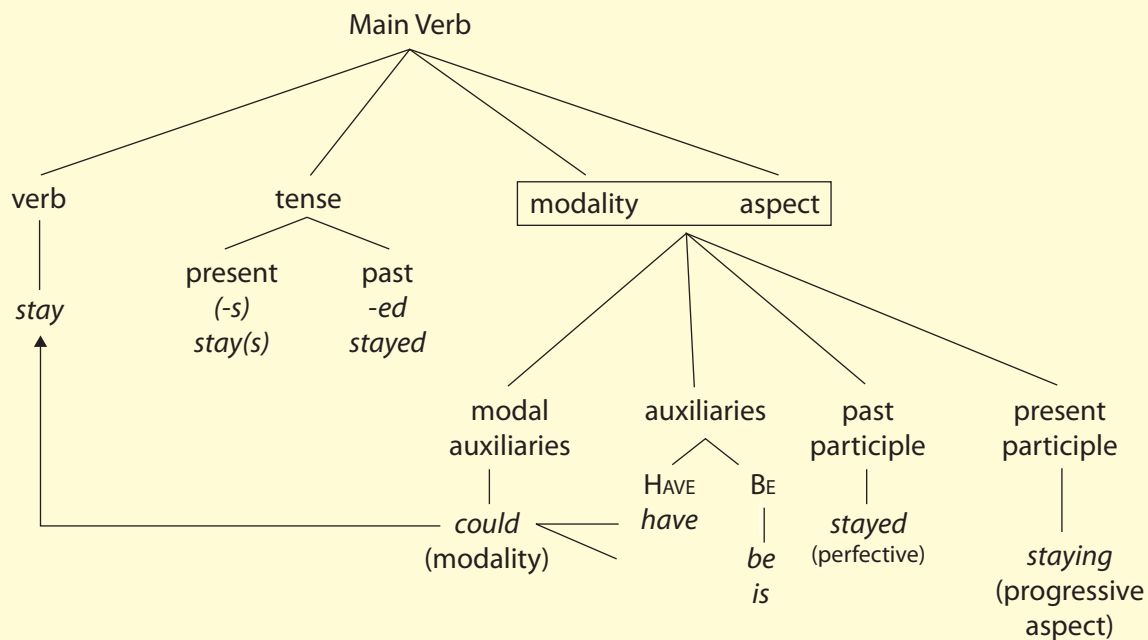 Main Verb
verb tense modality aspect
present past
(-s) -ed
stay stay(s) stayed
modal auxiliaries past present
auxiliaries participle participle
HAVE BE
could have stayed
(modality) be (perfective) staying
is (progressive
aspect)